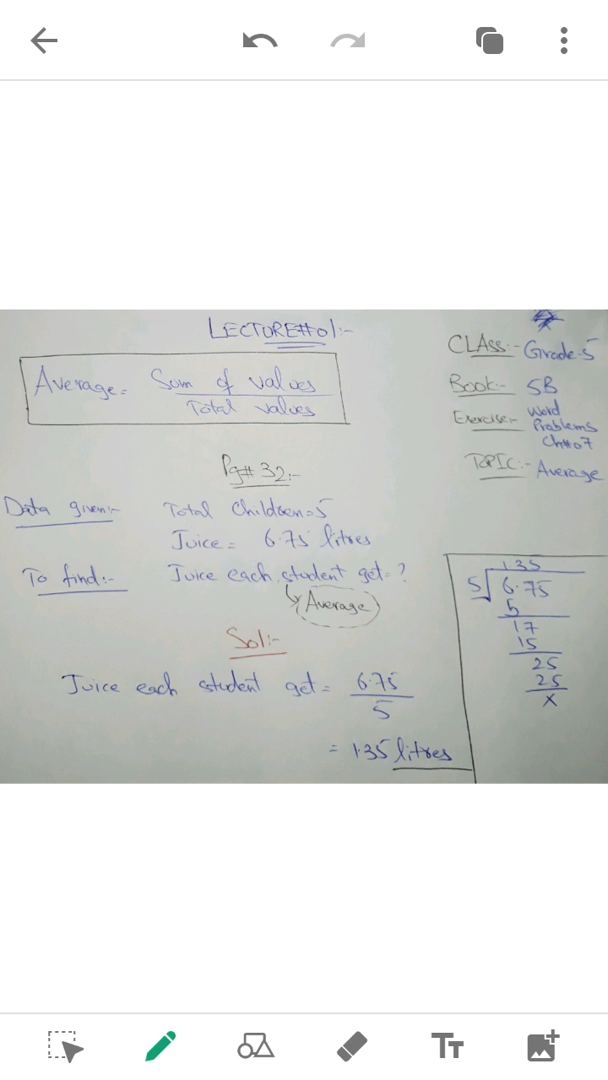 LECTURE#01:-
Average = Sum of values
Total values
CLASS:- Grade-5
Book:- 5B
Exercise:- Word
Problems
Ch#07
TOPIC:- Average
Pg# 32:-
Data given:- Total Children=5
Juice = 6.75 litres
To find:- Juice each student get=?
Average
Sol:-
Juice each student get = 6.75
5
= 1.35 litres
1.35
5 6.75
5
17
15
25
25
x
TT